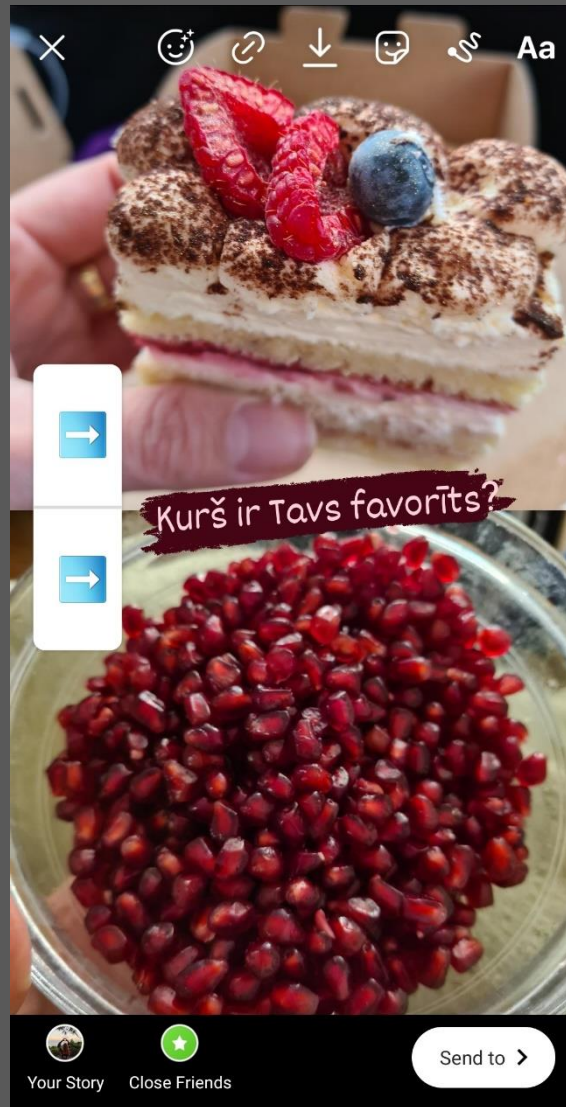 Aa
Kurš ir Tavs favorīts?
Your Story
Close Friends
Send to